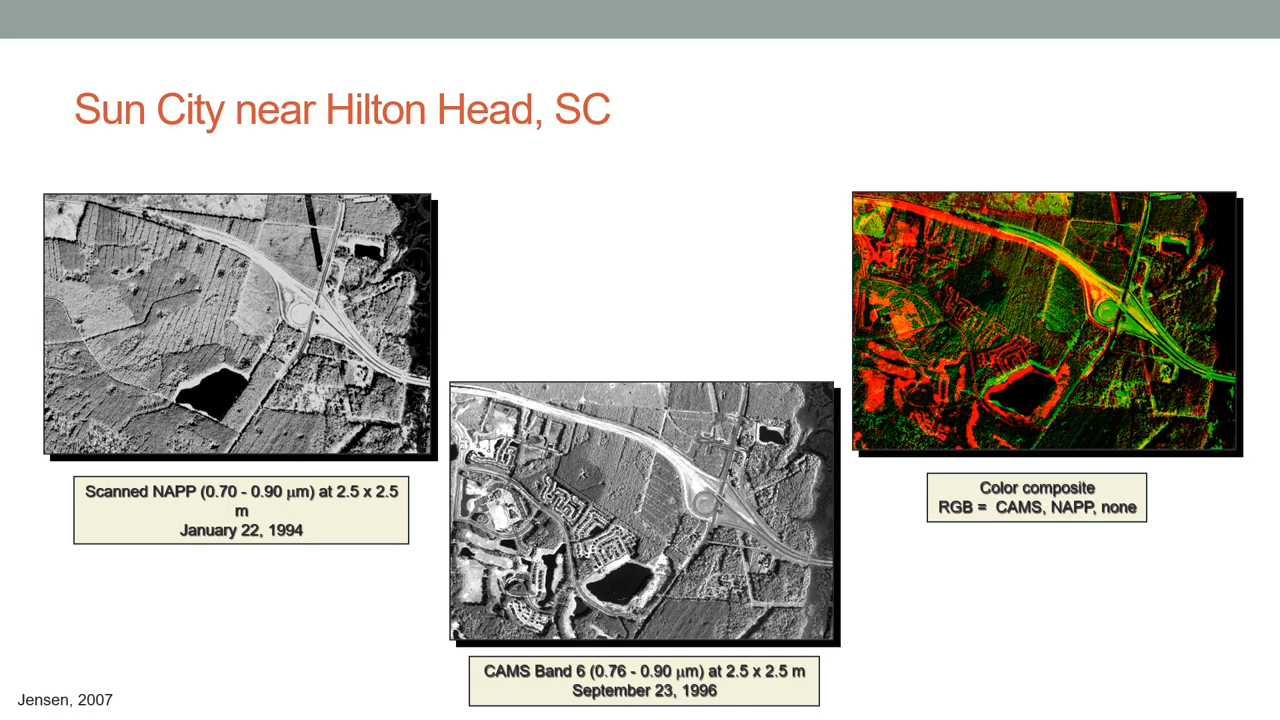 Sun City near Hilton Head, SC
Scanned NAPP (0.70 - 0.90 μm) at 2.5 x 2.5
m
January 22, 1994
CAMS Band 6 (0.76 - 0.90 μm) at 2.5 x 2.5 m
September 23, 1996
Color composite
RGB = CAMS, NAPP, none
Jensen, 2007